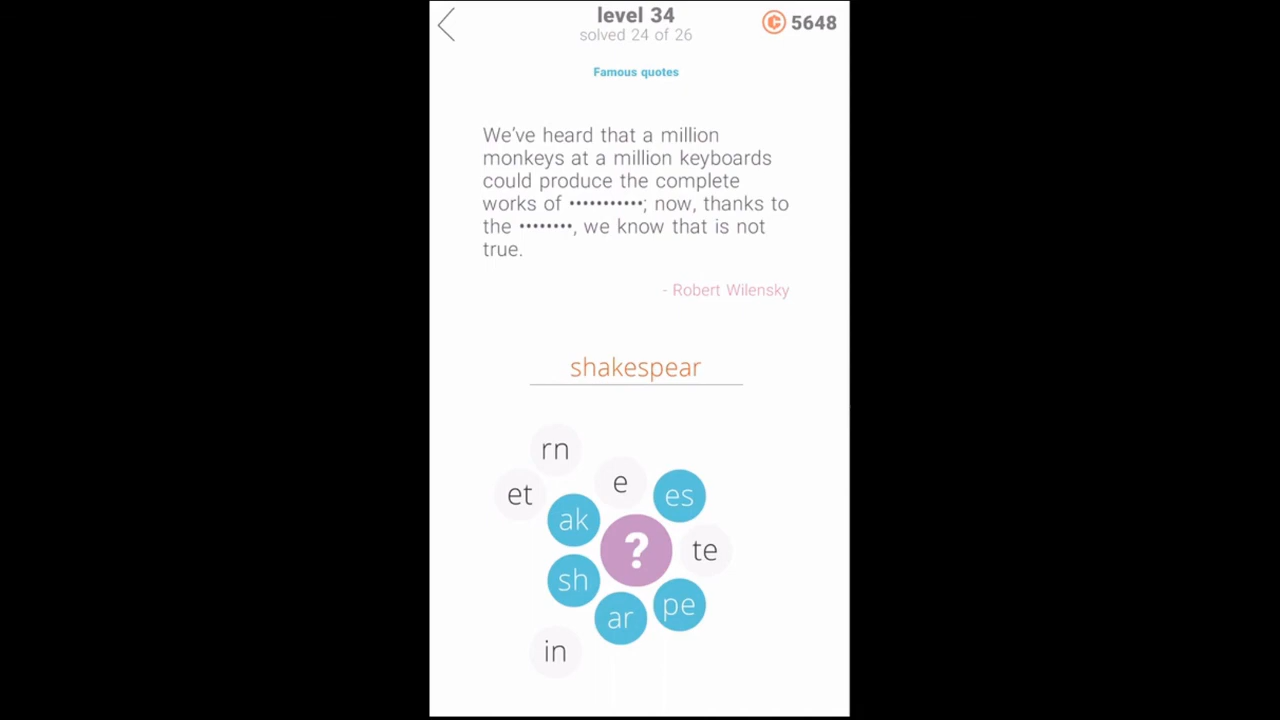 level 34
solved 24 of 26
5648
Famous quotes
We've heard that a million
monkeys at a million keyboards
could produce the complete
works of •••••••••••; now, thanks to
the ••••••••, we know that is not
true.
- Robert Wilensky
shakespear
rn
e
et
es
ak
?
te
sh
pe
ar
in